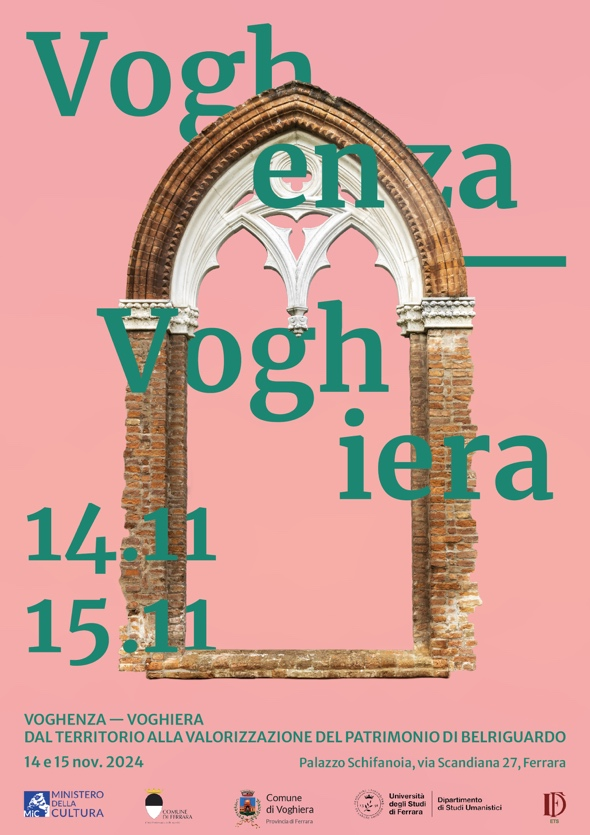 Vogh
enza
—
Vogh
iera
14.11
15.11
VOGHENZA — VOGHIERA
DAL TERRITORIO ALLA VALORIZZAZIONE DEL PATRIMONIO DI BELRIGUARDO
14 e 15 nov. 2024
Palazzo Schifanoia, via Scandiana 27, Ferrara
MiC
MINISTERO
DELLA
CULTURA
COMUNE
DI FERRARA
Comune
di Voghiera
Provincia di Ferrara
Università
degli Studi
di Ferrara
Dipartimento
di Studi Umanistici
ETS